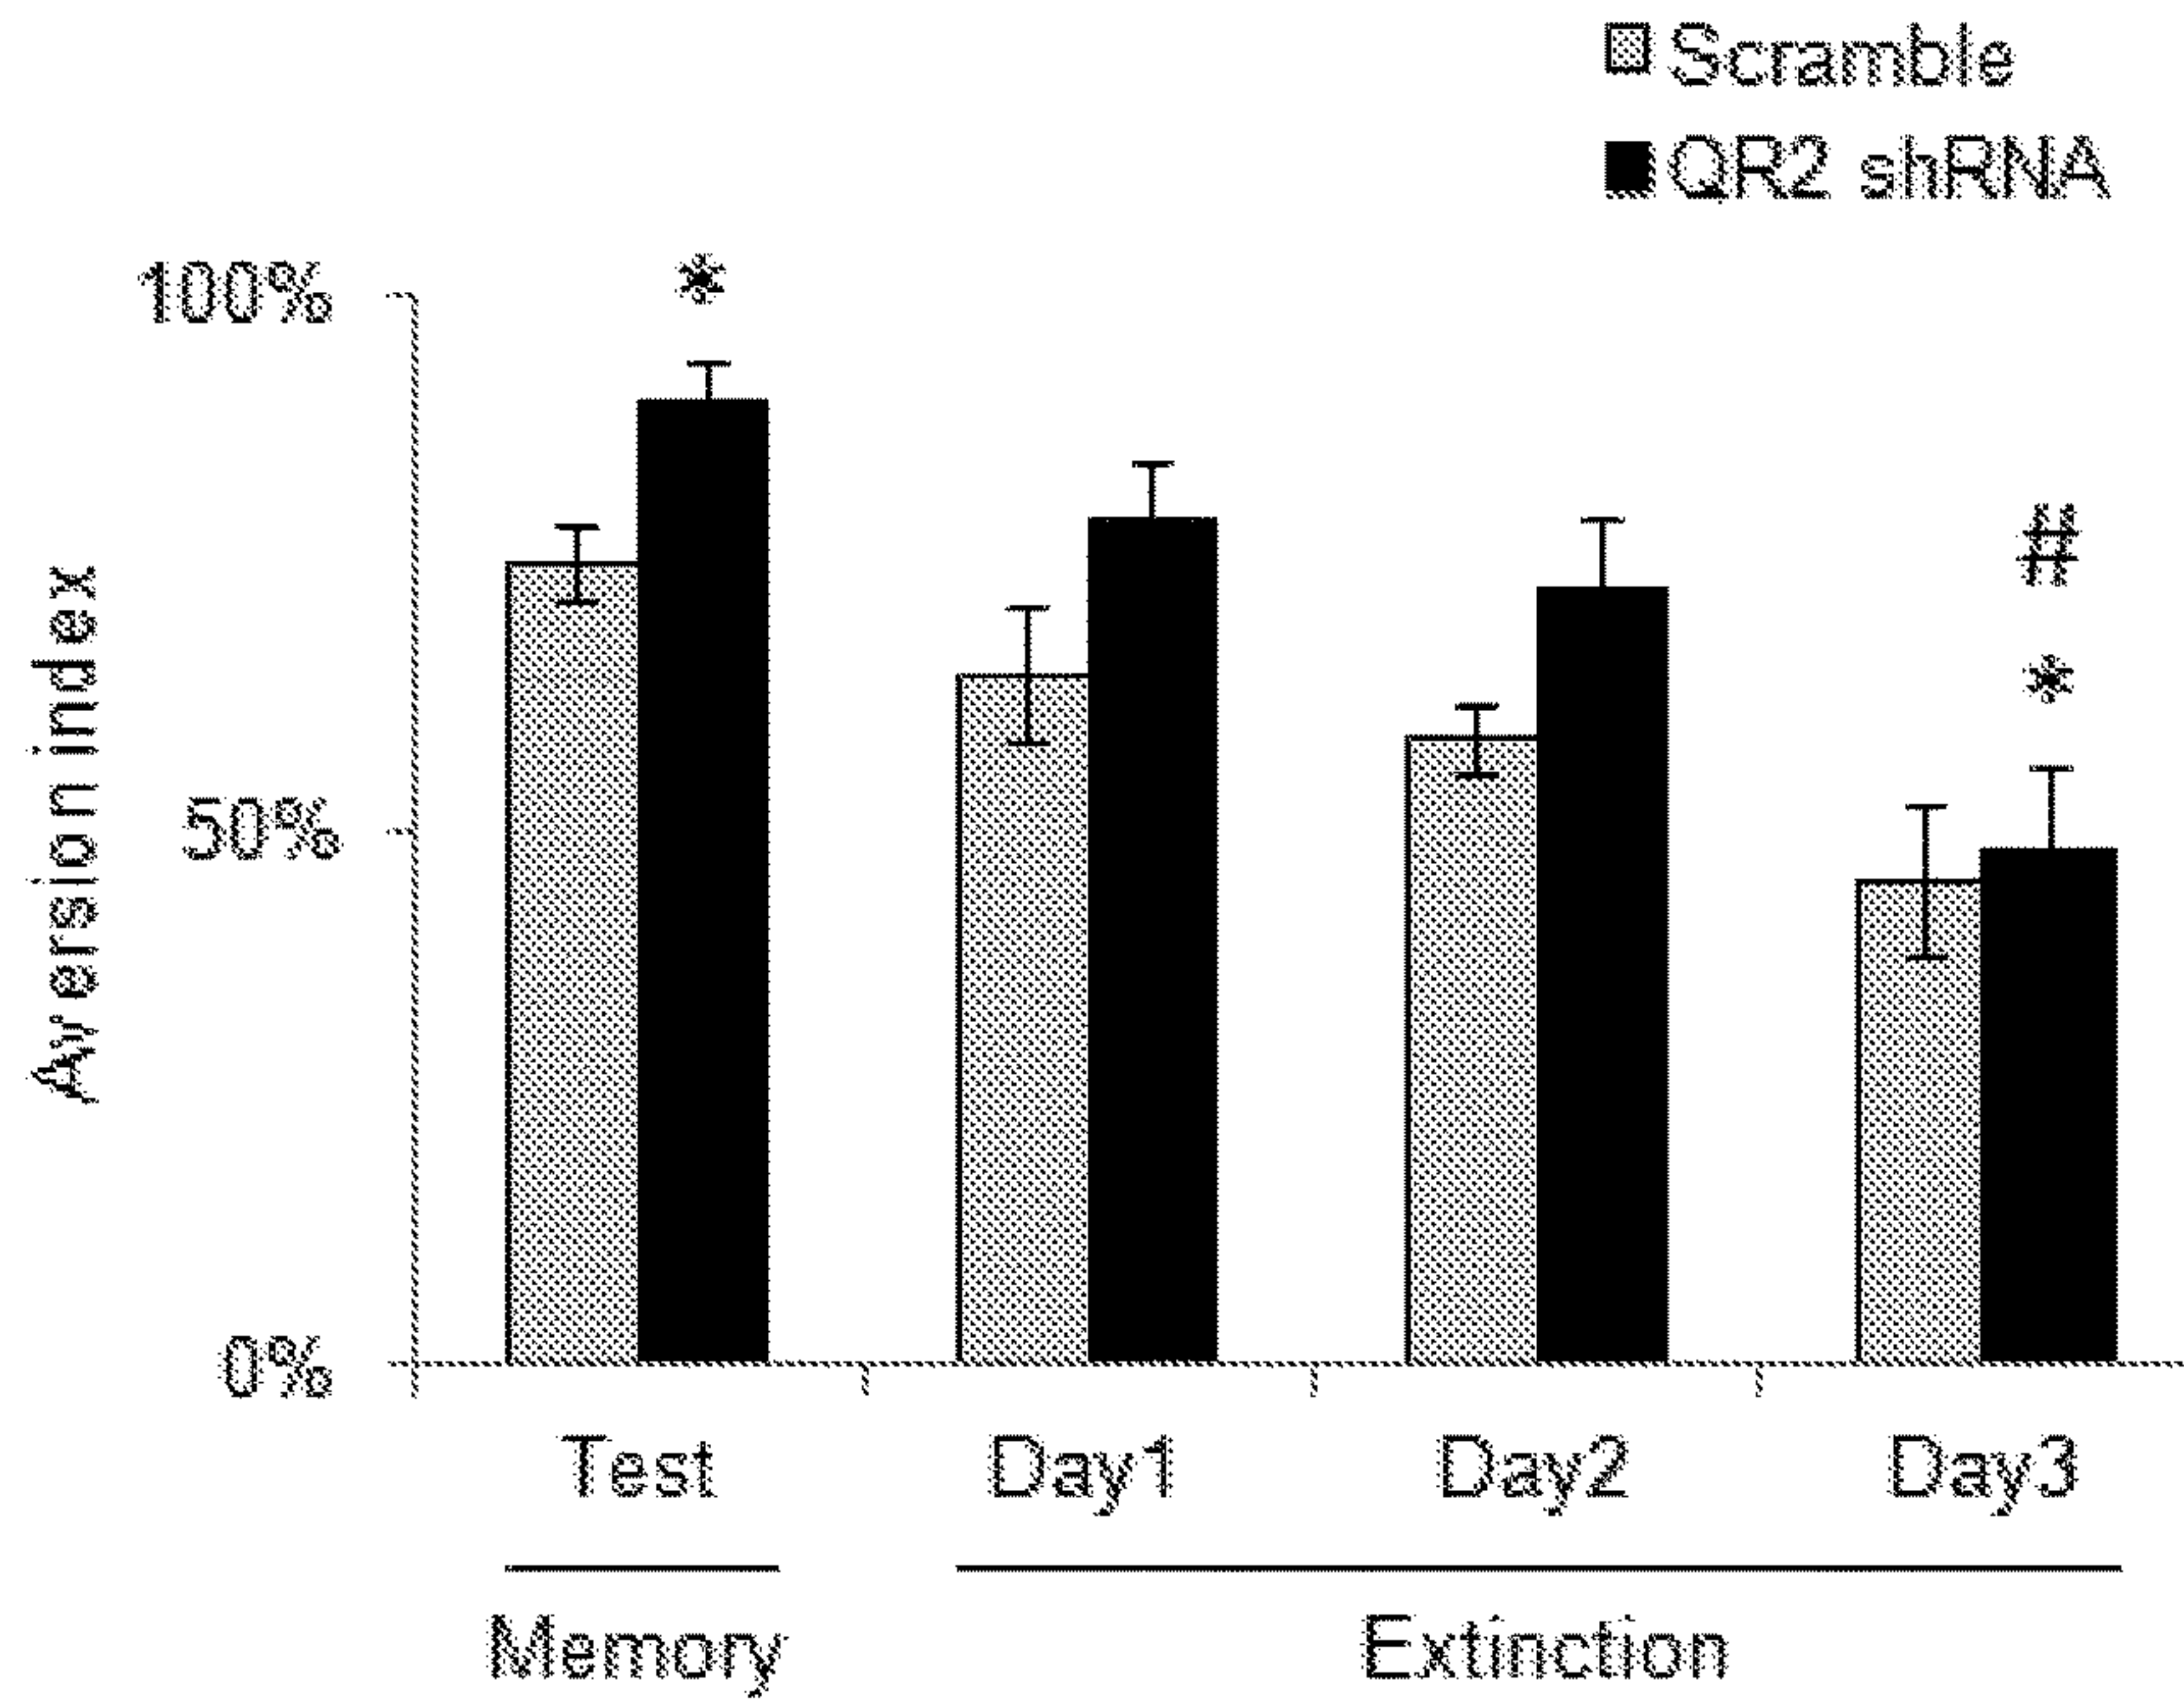 Scramble
QR2 shRNA
100%
*
#
*
50%
0%
Aversion index
Test Day1 Day2 Day3
Memory Extinction